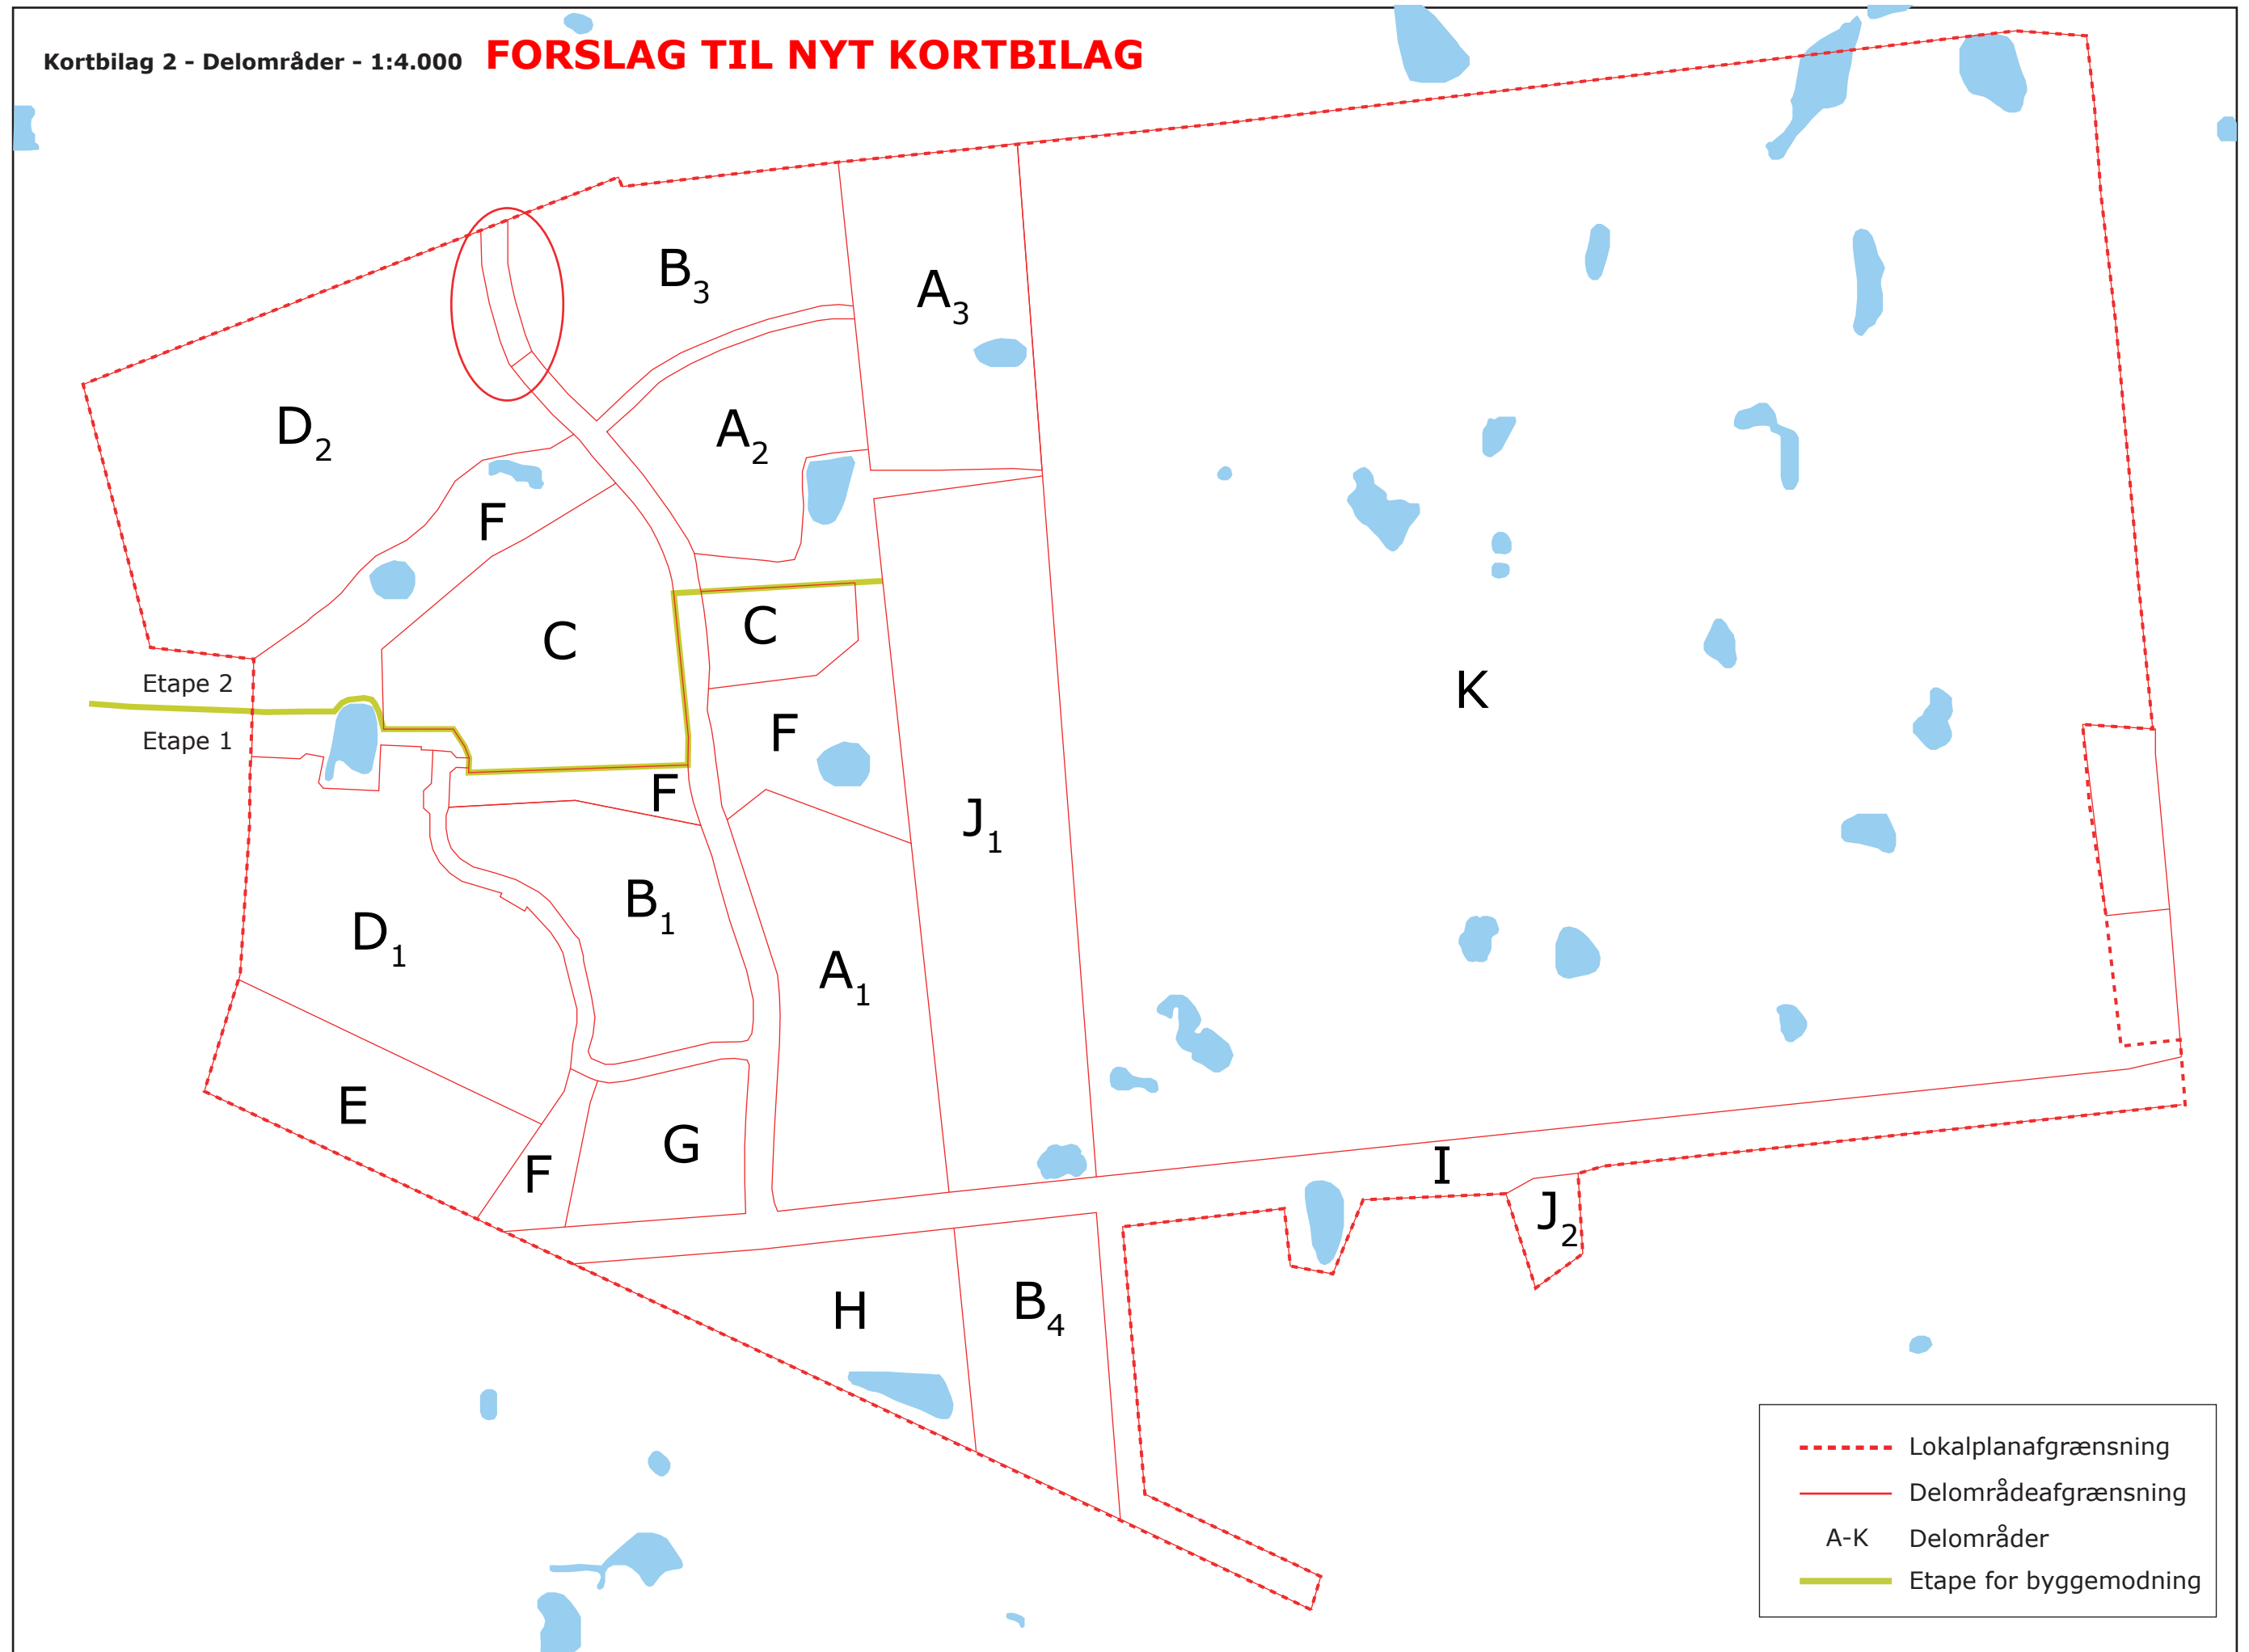 Kortbilag 2 - Delområder - 1:4.000 FORSLAG TIL NYT KORTBILAG
B3
A3
D2
A2
F
C
C
K
Etape 2
Etape 1
F
F
J1
B1
D1
A1
E
G
F
I
J2
H
B4
Lokalplanafgrænsning
Delområdeafgrænsning
A-K Delområder
Etape for byggemodning